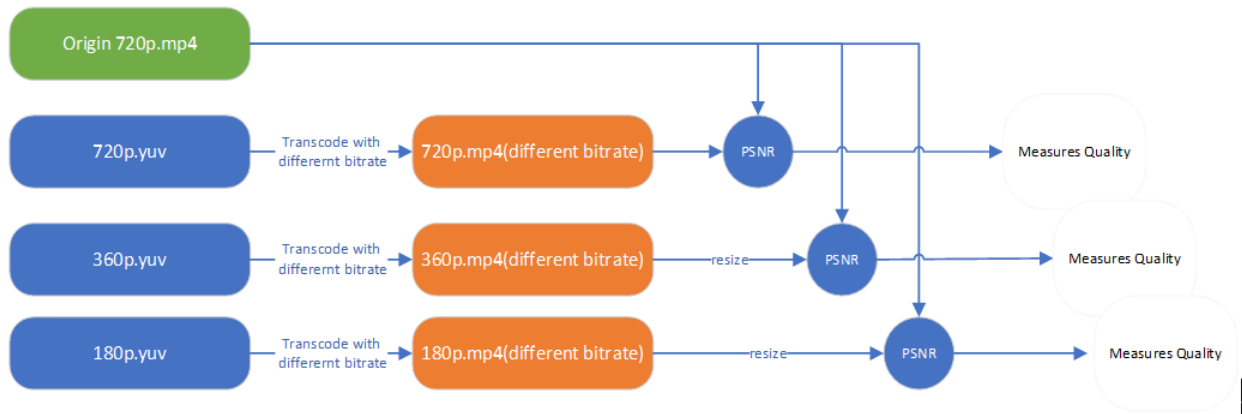 Origin 720p.mp4
720p.yuv
Transcode with
differernt bitrate
720p.mp4(different bitrate)
PSNR
Measures Quality
360p.yuv
Transcode with
differernt bitrate
360p.mp4(different bitrate)
resize
PSNR
Measures Quality
180p.yuv
Transcode with
differernt bitrate
180p.mp4(different bitrate)
resize
PSNR
Measures Quality